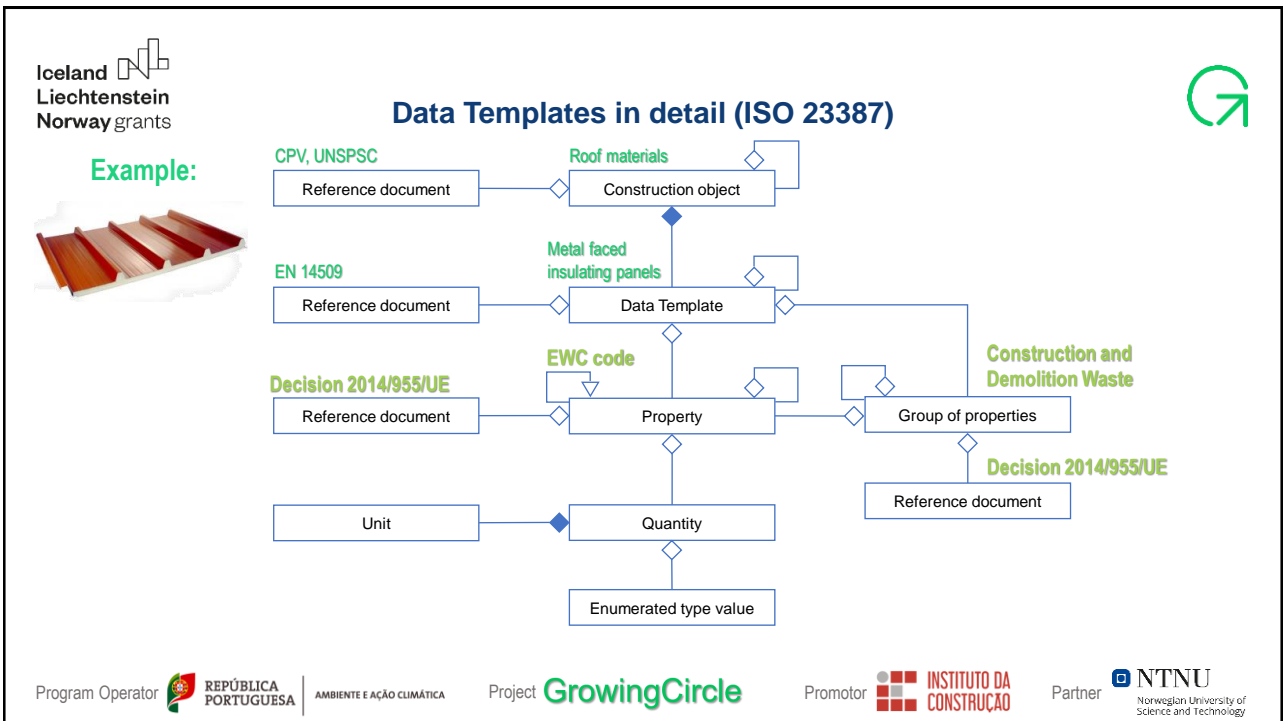 Iceland
Liechtenstein
Norway grants
Data Templates in detail (ISO 23387)
Example:
CPV, UNSPSC
Roof materials
Reference document
Construction object
EN 14509
Metal faced
insulating panels
Reference document
Data Template
EWC code
Construction and
Demolition Waste
Decision 2014/955/UE
Reference document
Property
Group of properties
Decision 2014/955/UE
Reference document
Unit
Quantity
Enumerated type value
Program Operator
REPÚBLICA
PORTUGUESA
AMBIENTE E AÇÃO CLIMÁTICA
Project GrowingCircle
Promotor
INSTITUTO DA
CONSTRUÇÃO
Partner
NTNU
Norwegian University of
Science and Technology